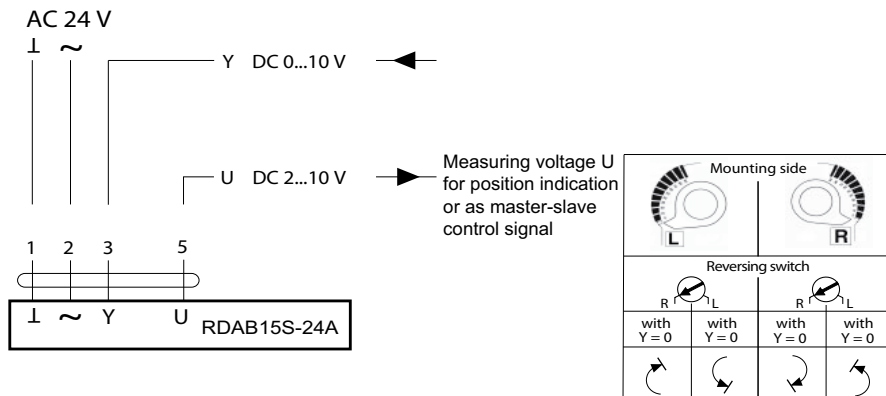 AC 24 V
⊥ ~
Y DC 0...10 V
U DC 2...10 V
Measuring voltage U
for position indication
or as master-slave
control signal
1 2 3 5
⊥ ~ Y U
RDAB15S-24A
Mounting side
L R
Reversing switch
R L R L
with with with with
Y = 0 Y = 0 Y = 0 Y = 0